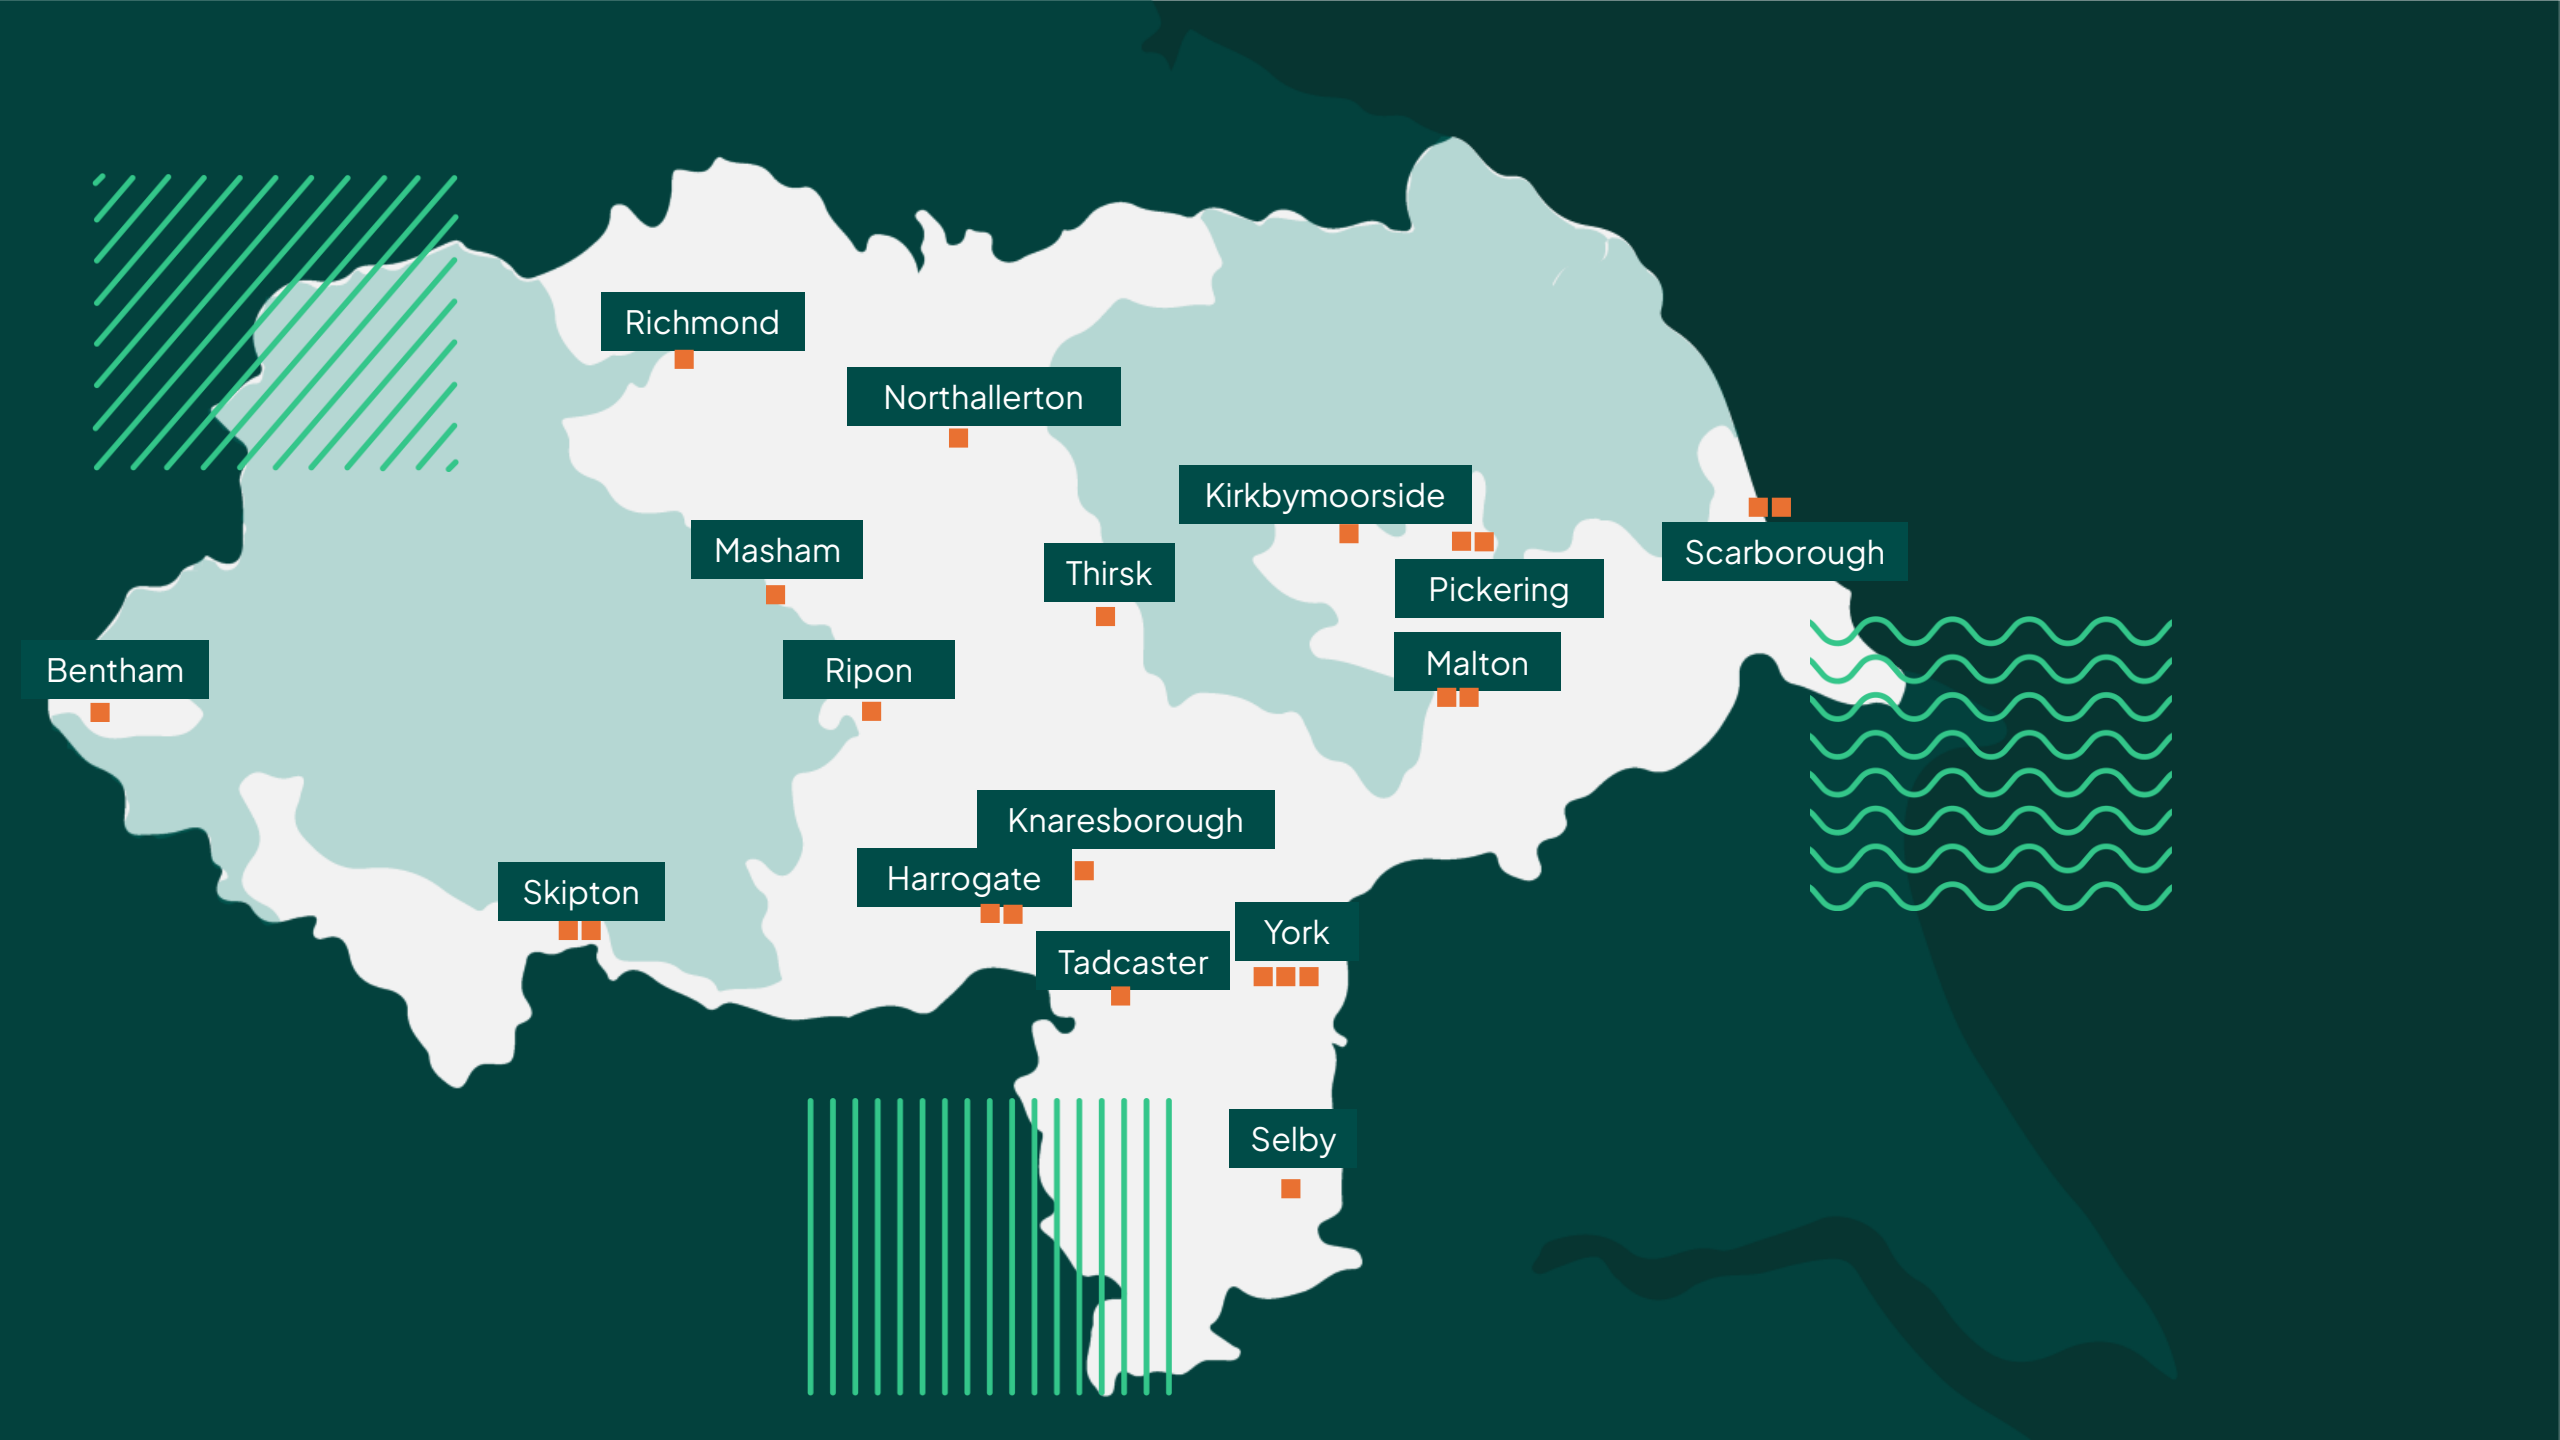 Richmond
Northallerton
Kirkbymoorside
Masham
Thirsk
Scarborough
Pickering
Bentham
Ripon
Malton
Knaresborough
Harrogate
Skipton
York
Tadcaster
Selby